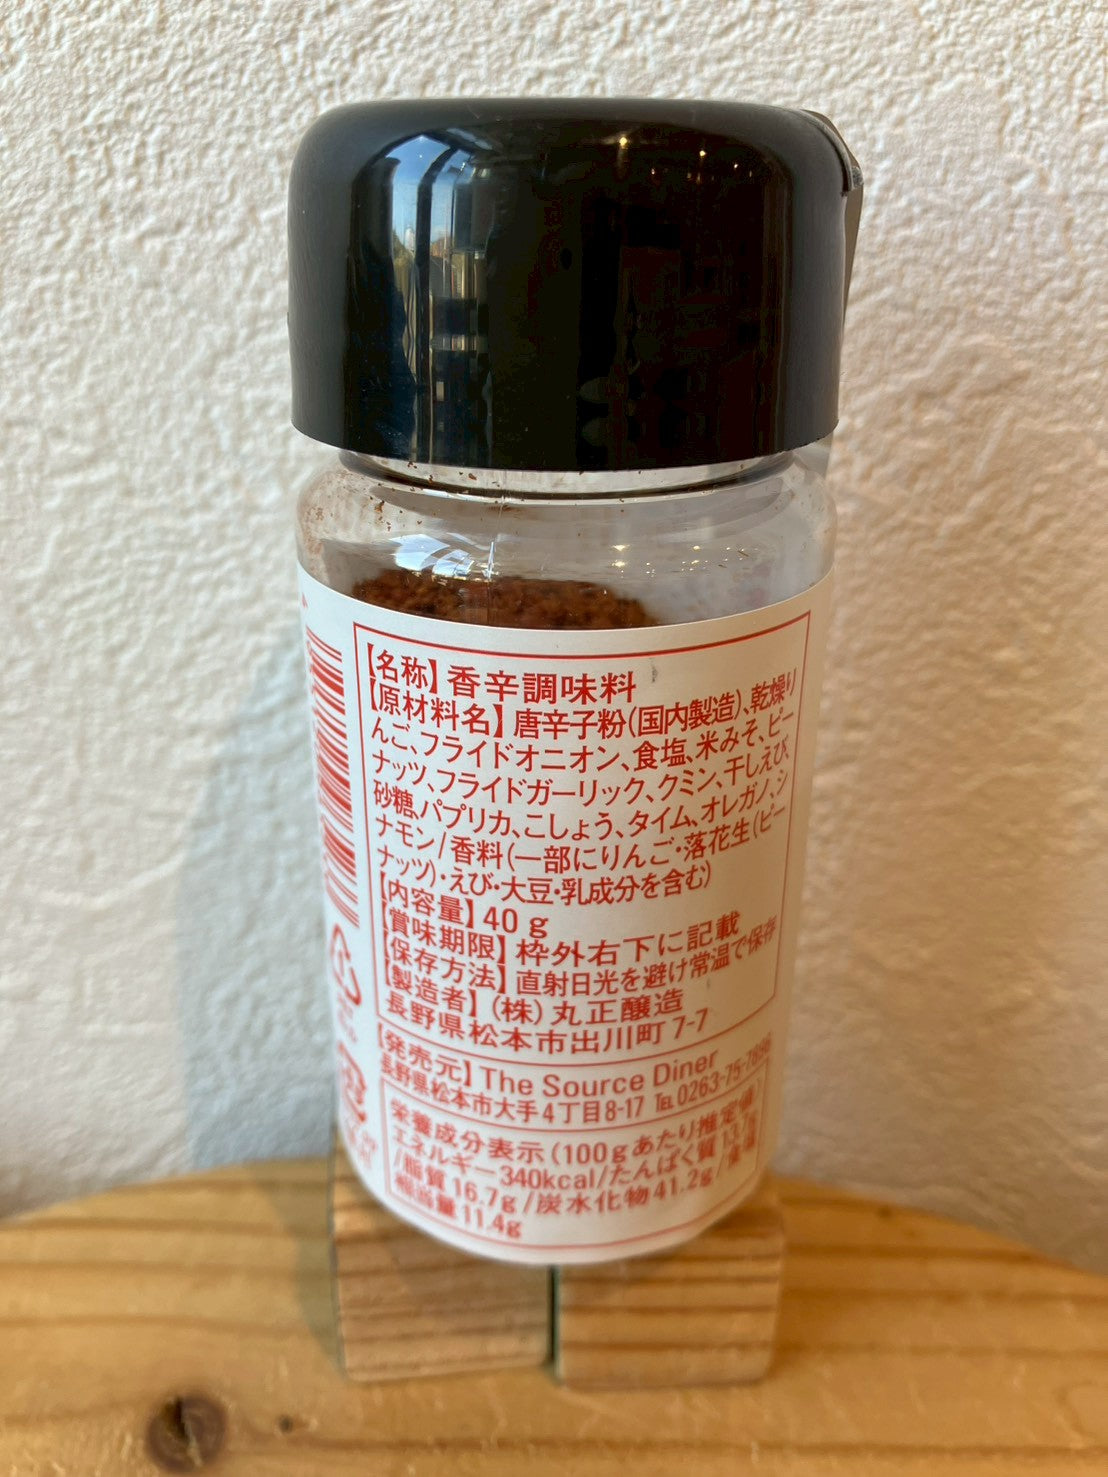 【名称】香辛調味料
【原材料名】唐辛子粉(国内製造)、乾燥り
んご、フライドオニオン、食塩、米みそ、ピー
ナッツ、フライドガーリック、クミン、干しえび、
砂糖、パプリカ、こしょう、タイム、オレガノ、シ
ナモン/香料(一部にりんご・落花生(ピー
ナッツ)・えび・大豆・乳成分を含む)
【内容量】40g
【賞味期限】枠外右下に記載
【保存方法】直射日光を避け常温で保存
【製造者】(株)丸正醸造
長野県松本市出川町7-7
【発売元】The Source Diner
長野県松本市大手4丁目8-17 TEL 0263-75-7896
栄養成分表示(100gあたり推定値)
エネルギー340kcal/たんぱく質13.7g
/脂質16.7g/炭水化物41.2g/食塩
相当量11.4g